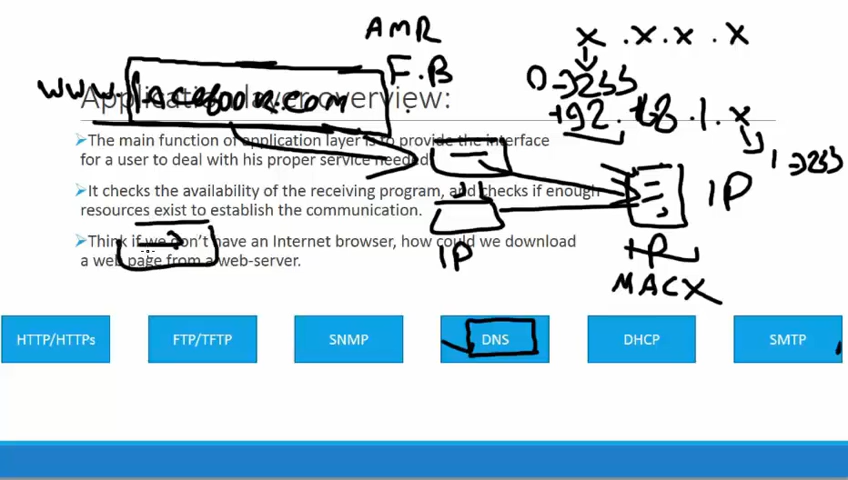 AMR
X . X . X . X
F.B
0->255
www. facebook.com
Application layer overview:
192. 168 . 1 . X
➢The main function of application layer is to provide the interface
for a user to deal with his proper service needed
1->255
➢It checks the availability of the receiving program, and checks if enough
resources exist to establish the communication.
IP
➢Think if we don't have an Internet browser, how could we download
a web page from a web-server.
IP
IP
MACX
HTTP/HTTPs
FTP/TFTP
SNMP
DNS
DHCP
SMTP